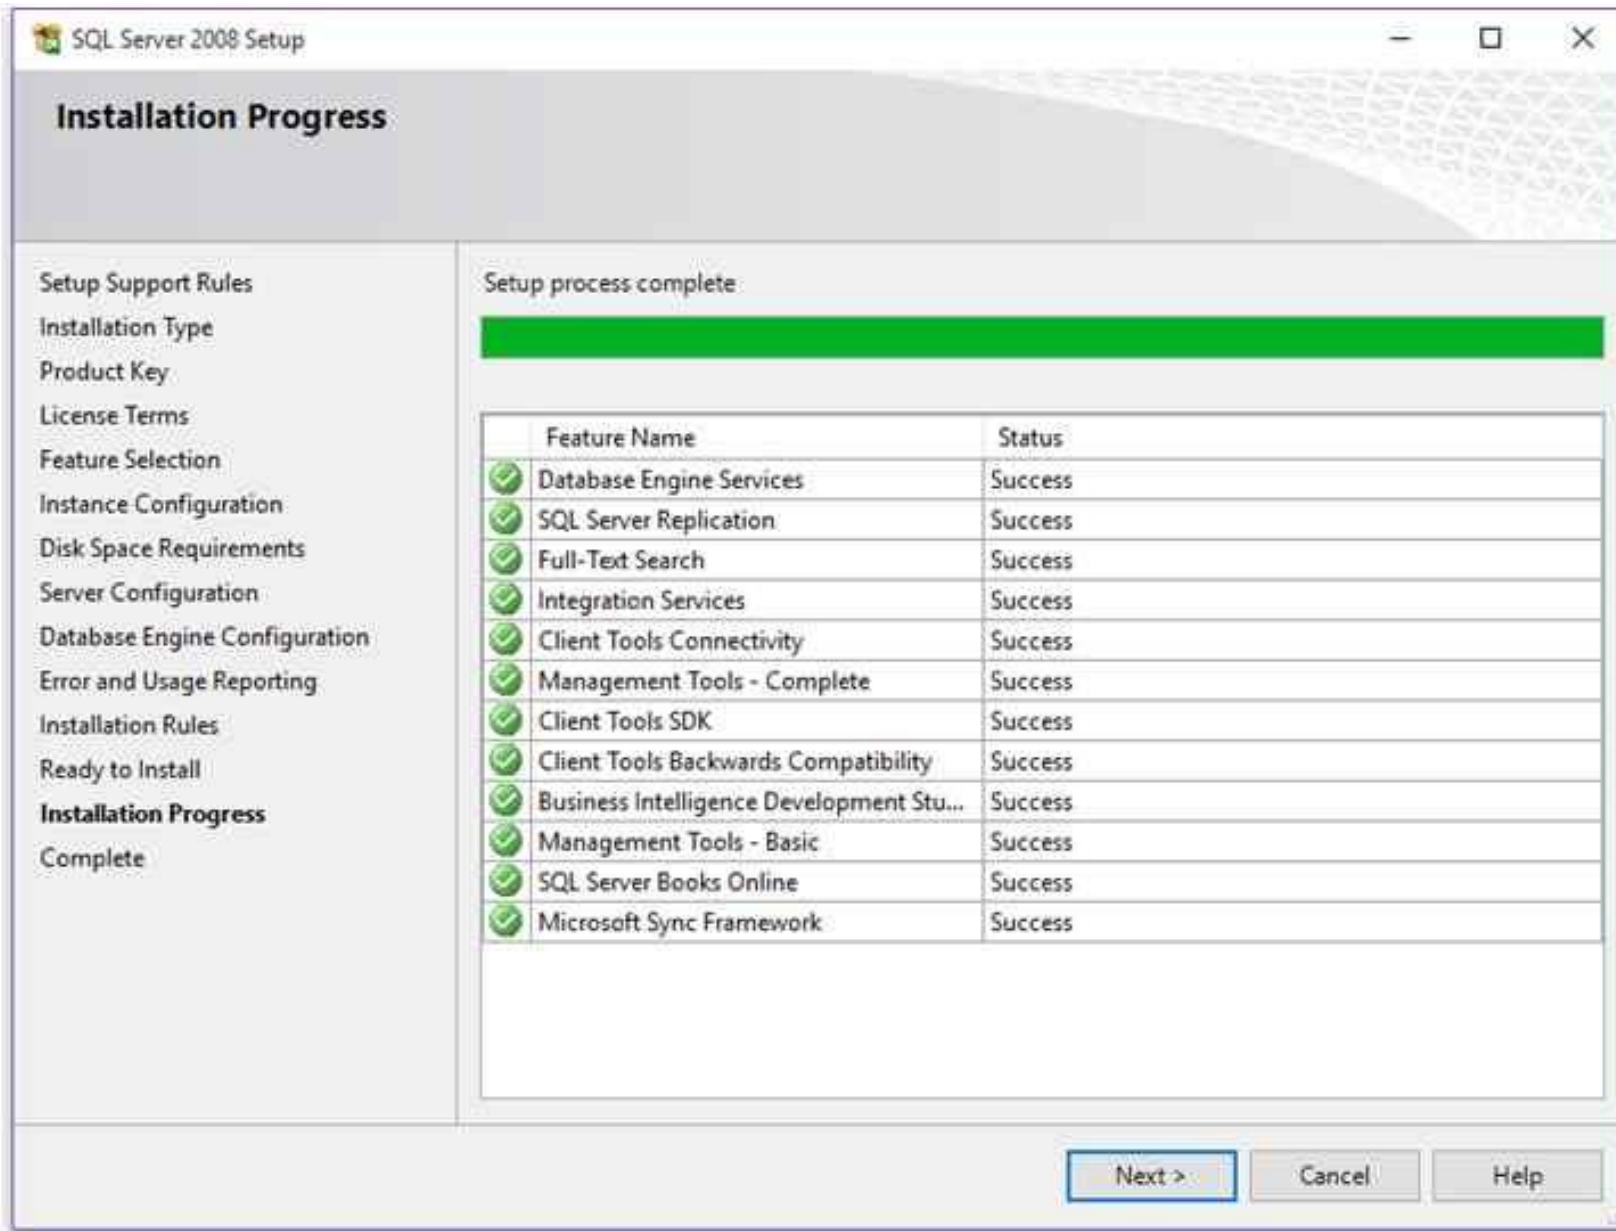 SQL Server 2008 Setup
Installation Progress
Setup Support Rules
Installation Type
Product Key
License Terms
Feature Selection
Instance Configuration
Disk Space Requirements
Server Configuration
Database Engine Configuration
Error and Usage Reporting
Installation Rules
Ready to Install
Installation Progress
Complete
Setup process complete
Feature Name Status
Database Engine Services Success
SQL Server Replication Success
Full-Text Search Success
Integration Services Success
Client Tools Connectivity Success
Management Tools - Complete Success
Client Tools SDK Success
Client Tools Backwards Compatibility Success
Business Intelligence Development Stu... Success
Management Tools - Basic Success
SQL Server Books Online Success
Microsoft Sync Framework Success
Next > Cancel Help